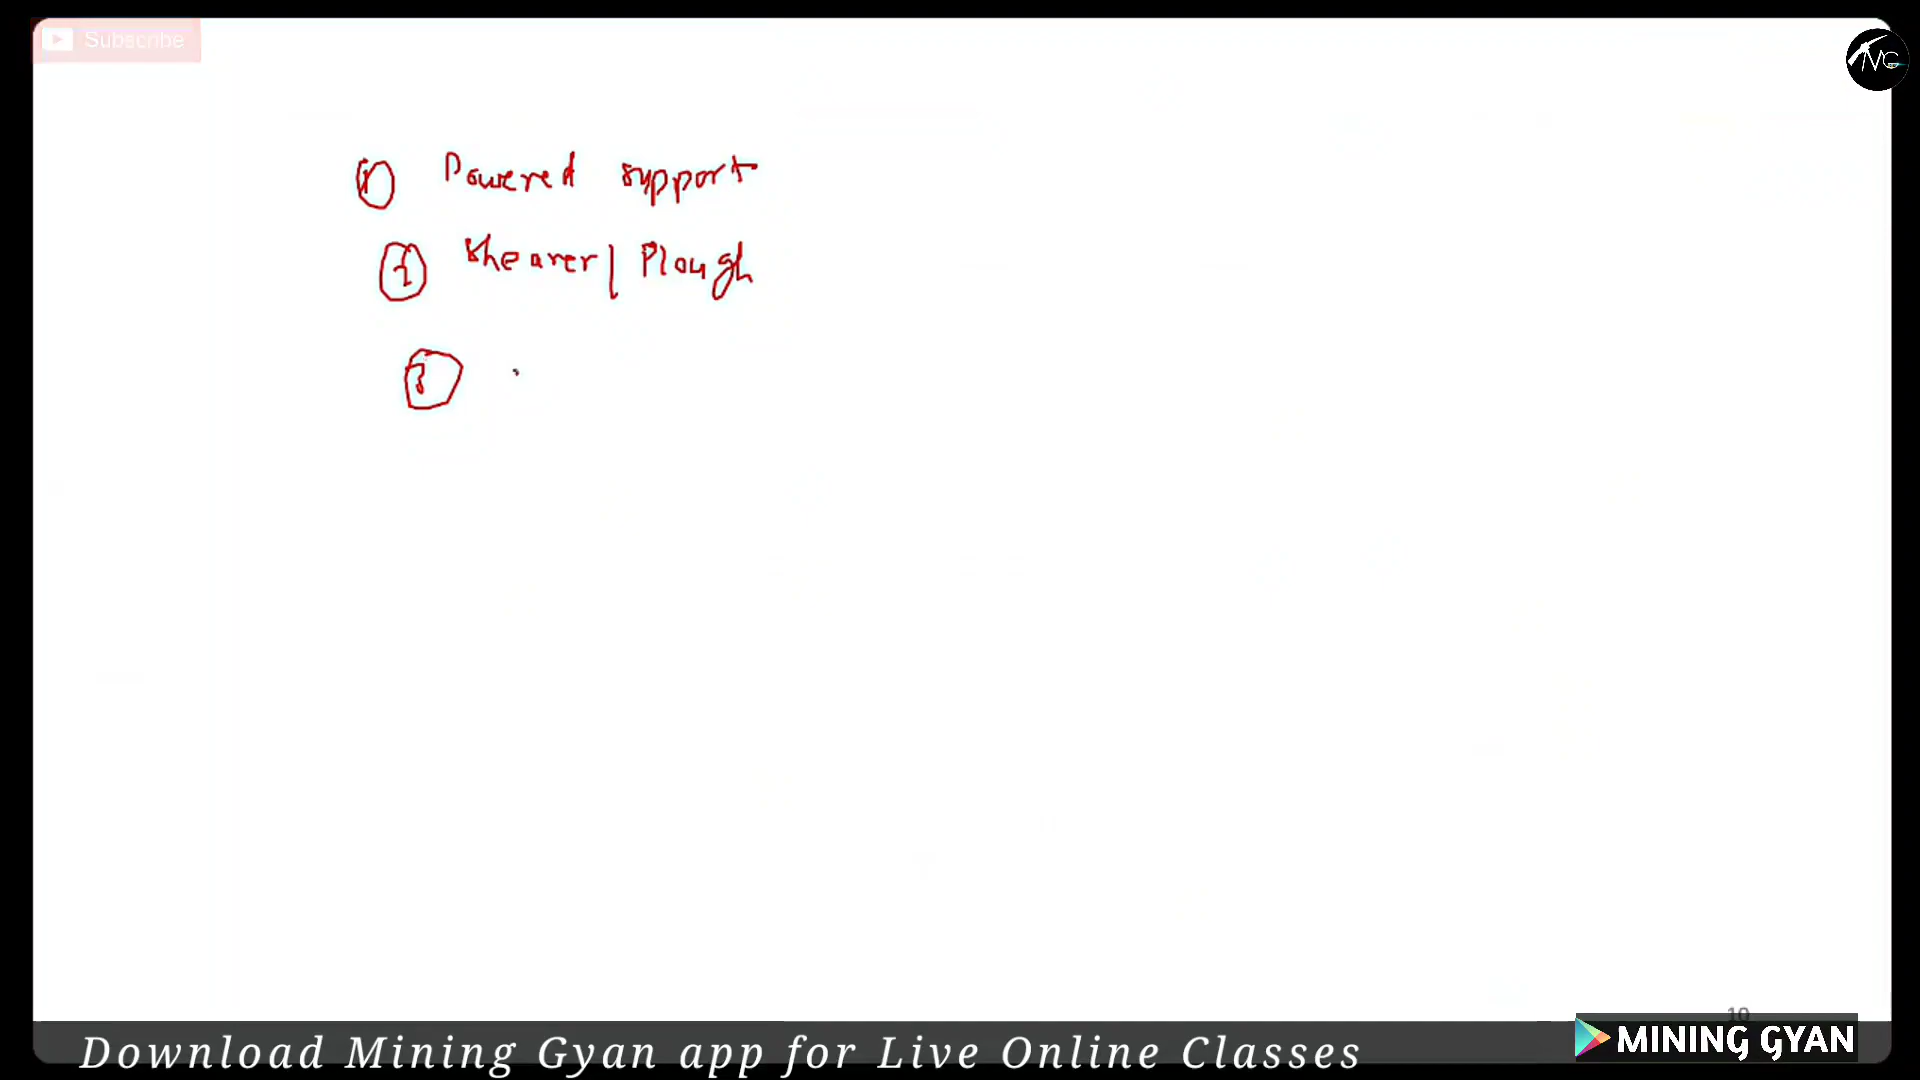 Subscribe
NG
① Powered support
② shearer | Plough
③
10
Download Mining Gyan app for Live Online Classes
MINING GYAN